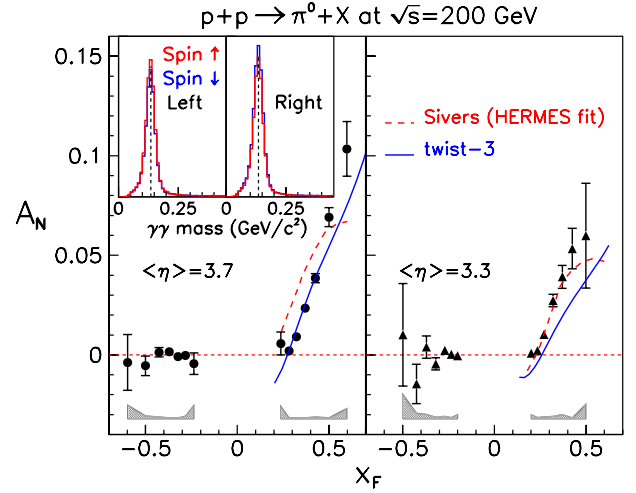 p+p → π⁰+X at √s=200 GeV
0.15
Spin ↑
Spin ↓
Left
Right
Sivers (HERMES fit)
twist−3
0.1
0
0.25
0
0.25
γγ mass (GeV/c²)
A_N
0.05
<η>=3.7
<η>=3.3
0
−0.5
0
0.5
−0.5
0
0.5
x_F